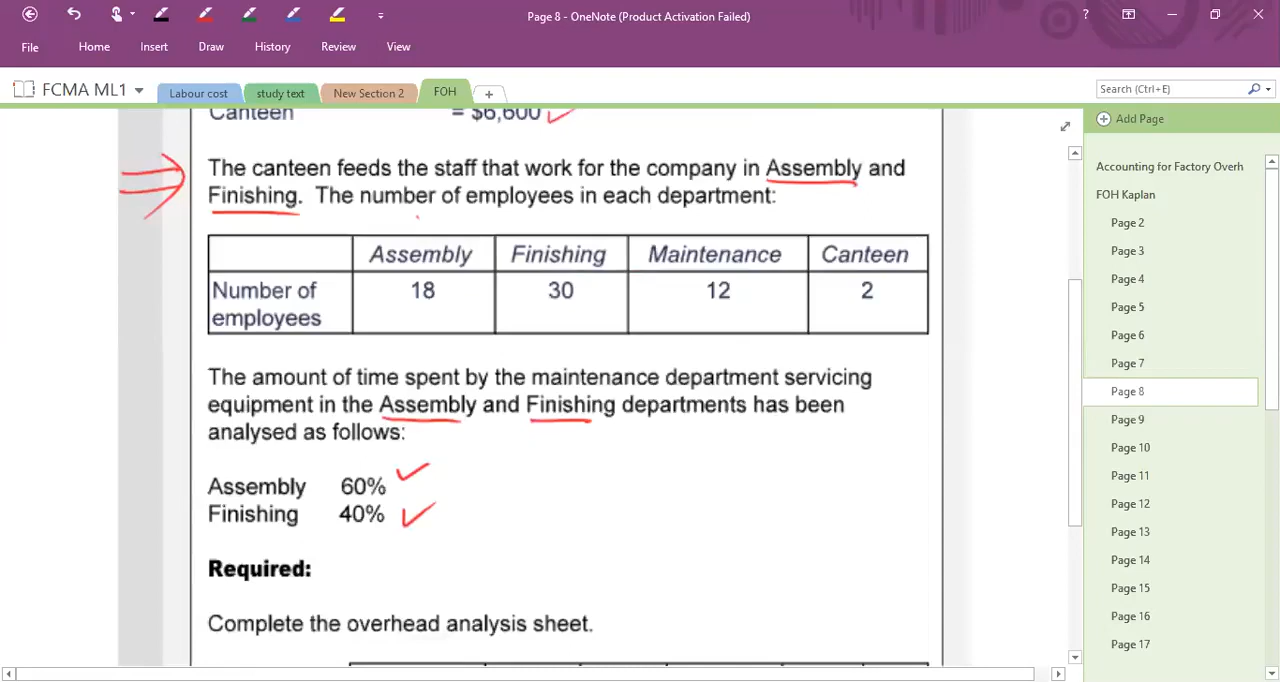 Page 8 - OneNote (Product Activation Failed)
?
File Home Insert Draw History Review View
FCMA ML1 Labour cost study text New Section 2 FOH
Search (Ctrl+E)
Add Page
Canteen = $6,600
The canteen feeds the staff that work for the company in Assembly and
Finishing. The number of employees in each department:
Assembly Finishing Maintenance Canteen
Number of 18 30 12 2
employees
The amount of time spent by the maintenance department servicing
equipment in the Assembly and Finishing departments has been
analysed as follows:
Assembly 60%
Finishing 40%
Required:
Complete the overhead analysis sheet.
Accounting for Factory Overh
FOH Kaplan
Page 2
Page 3
Page 4
Page 5
Page 6
Page 7
Page 8
Page 9
Page 10
Page 11
Page 12
Page 13
Page 14
Page 15
Page 16
Page 17